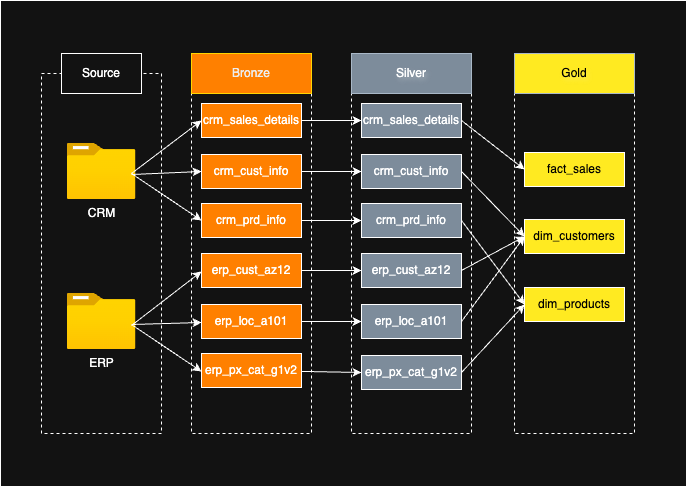 Source
Bronze
Silver
Gold
CRM
ERP
crm_sales_details
crm_cust_info
crm_prd_info
erp_cust_az12
erp_loc_a101
erp_px_cat_g1v2
crm_sales_details
crm_cust_info
crm_prd_info
erp_cust_az12
erp_loc_a101
erp_px_cat_g1v2
fact_sales
dim_customers
dim_products